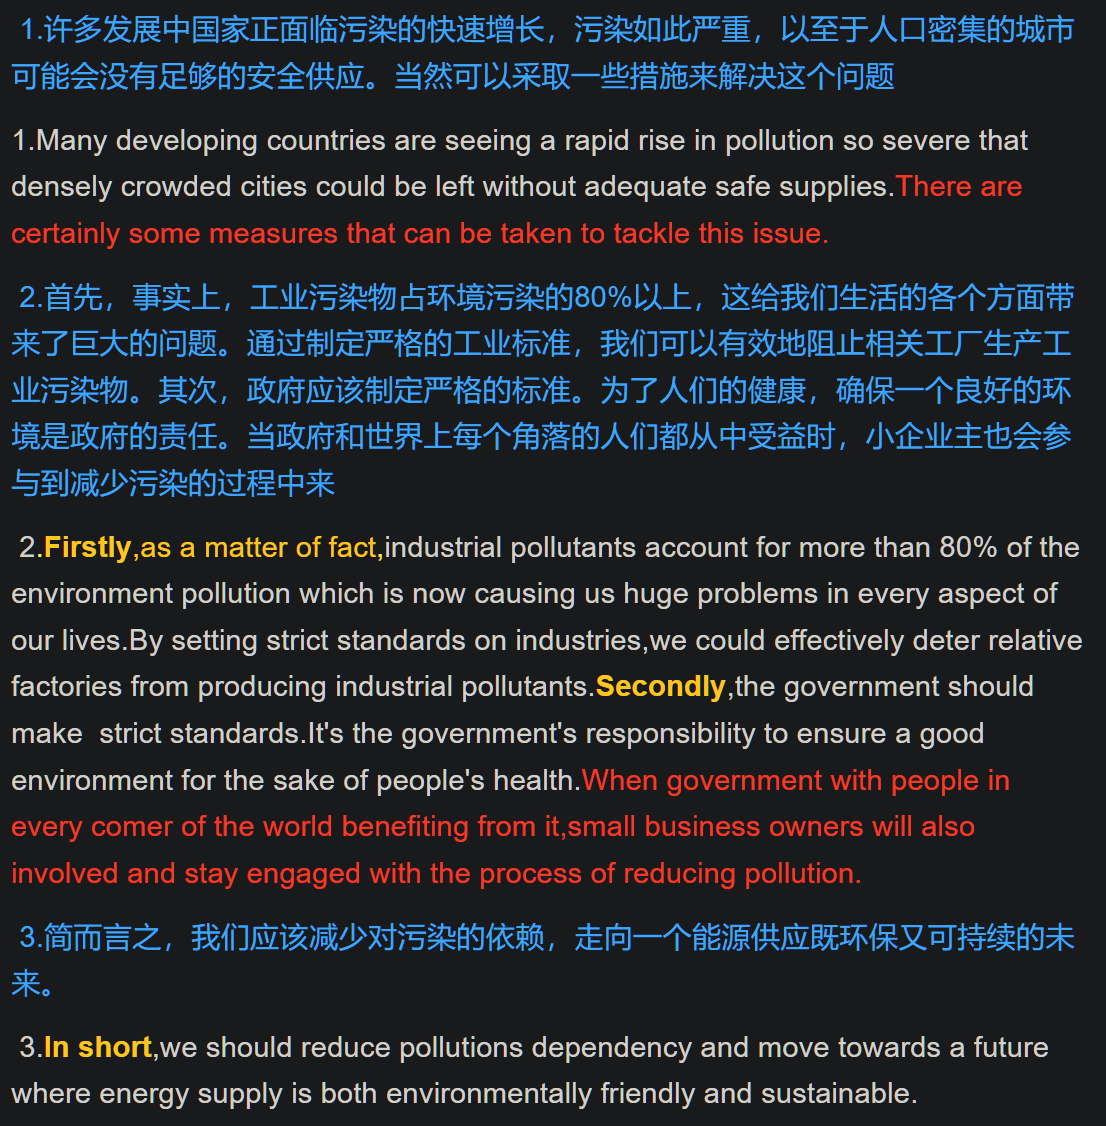 1.许多发展中国家正面临污染的快速增长，污染如此严重，以至于人口密集的城市
可能会没有足够的安全供应。当然可以采取一些措施来解决这个问题
1.Many developing countries are seeing a rapid rise in pollution so severe that
densely crowded cities could be left without adequate safe supplies.There are
certainly some measures that can be taken to tackle this issue.
2.首先，事实上，工业污染物占环境污染的80%以上，这给我们生活的各个方面带
来了巨大的问题。通过制定严格的工业标准，我们可以有效地阻止相关工厂生产工
业污染物。其次，政府应该制定严格的标准。为了人们的健康，确保一个良好的环
境是政府的责任。当政府和世界上每个角落的人们都从中受益时，小企业主也会参
与到减少污染的过程中来
2.Firstly,as a matter of fact,industrial pollutants account for more than 80% of the
environment pollution which is now causing us huge problems in every aspect of
our lives.By setting strict standards on industries,we could effectively deter relative
factories from producing industrial pollutants.Secondly,the government should
make  strict standards.It's the government's responsibility to ensure a good
environment for the sake of people's health.When government with people in
every comer of the world benefiting from it,small business owners will also
involved and stay engaged with the process of reducing pollution.
3.简而言之，我们应该减少对污染的依赖，走向一个能源供应既环保又可持续的未
来。
3.In short,we should reduce pollutions dependency and move towards a future
where energy supply is both environmentally friendly and sustainable.